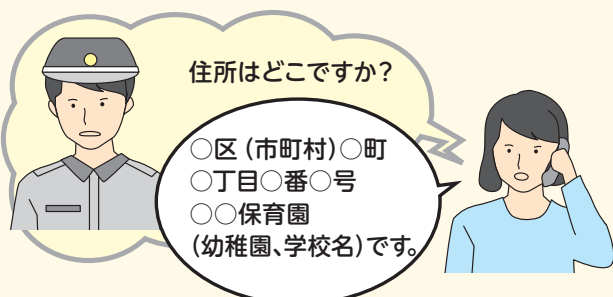 住所はどこですか?
○区(市町村)○町
○丁目○番○号
○○保育園
(幼稚園、学校名)です。